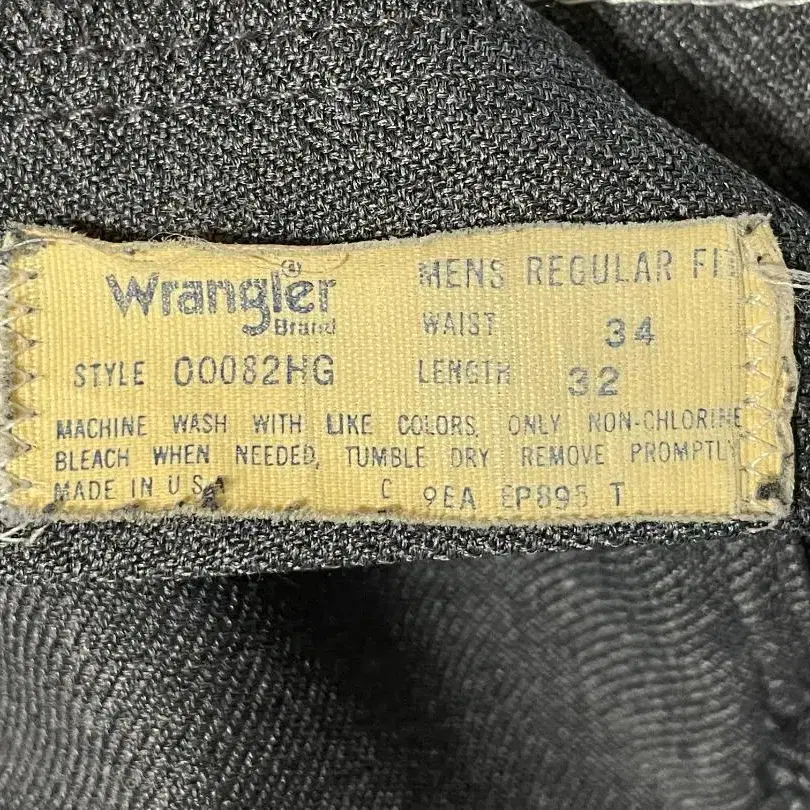 Wrangler®
Brand
STYLE 00082HG
MENS REGULAR FIT
WAIST 34
LENGTH 32
MACHINE WASH WITH LIKE COLORS, ONLY NON-CHLORINE
BLEACH WHEN NEEDED, TUMBLE DRY REMOVE PROMPTLY
MADE IN U S A C 9EA EP895 T